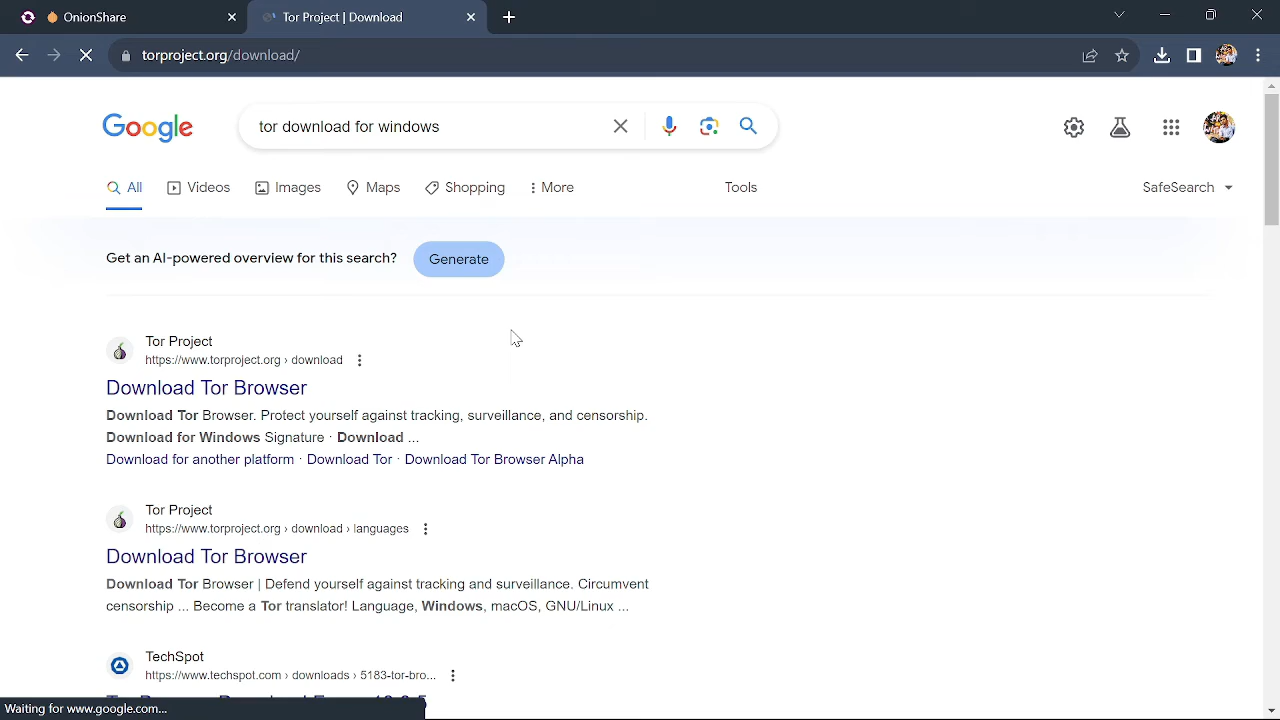 OnionShare
Tor Project | Download
torproject.org/download/
Google
tor download for windows
All
Videos
Images
Maps
Shopping
More
Tools
SafeSearch
Get an AI-powered overview for this search?
Generate
Tor Project
https://www.torproject.org › download
Download Tor Browser
Download Tor Browser. Protect yourself against tracking, surveillance, and censorship.
Download for Windows Signature · Download ...
Download for another platform · Download Tor · Download Tor Browser Alpha
Tor Project
https://www.torproject.org › download › languages
Download Tor Browser
Download Tor Browser | Defend yourself against tracking and surveillance. Circumvent
censorship ... Become a Tor translator! Language, Windows, macOS, GNU/Linux ...
TechSpot
https://www.techspot.com › downloads › 5183-tor-bro...
Waiting for www.google.com...